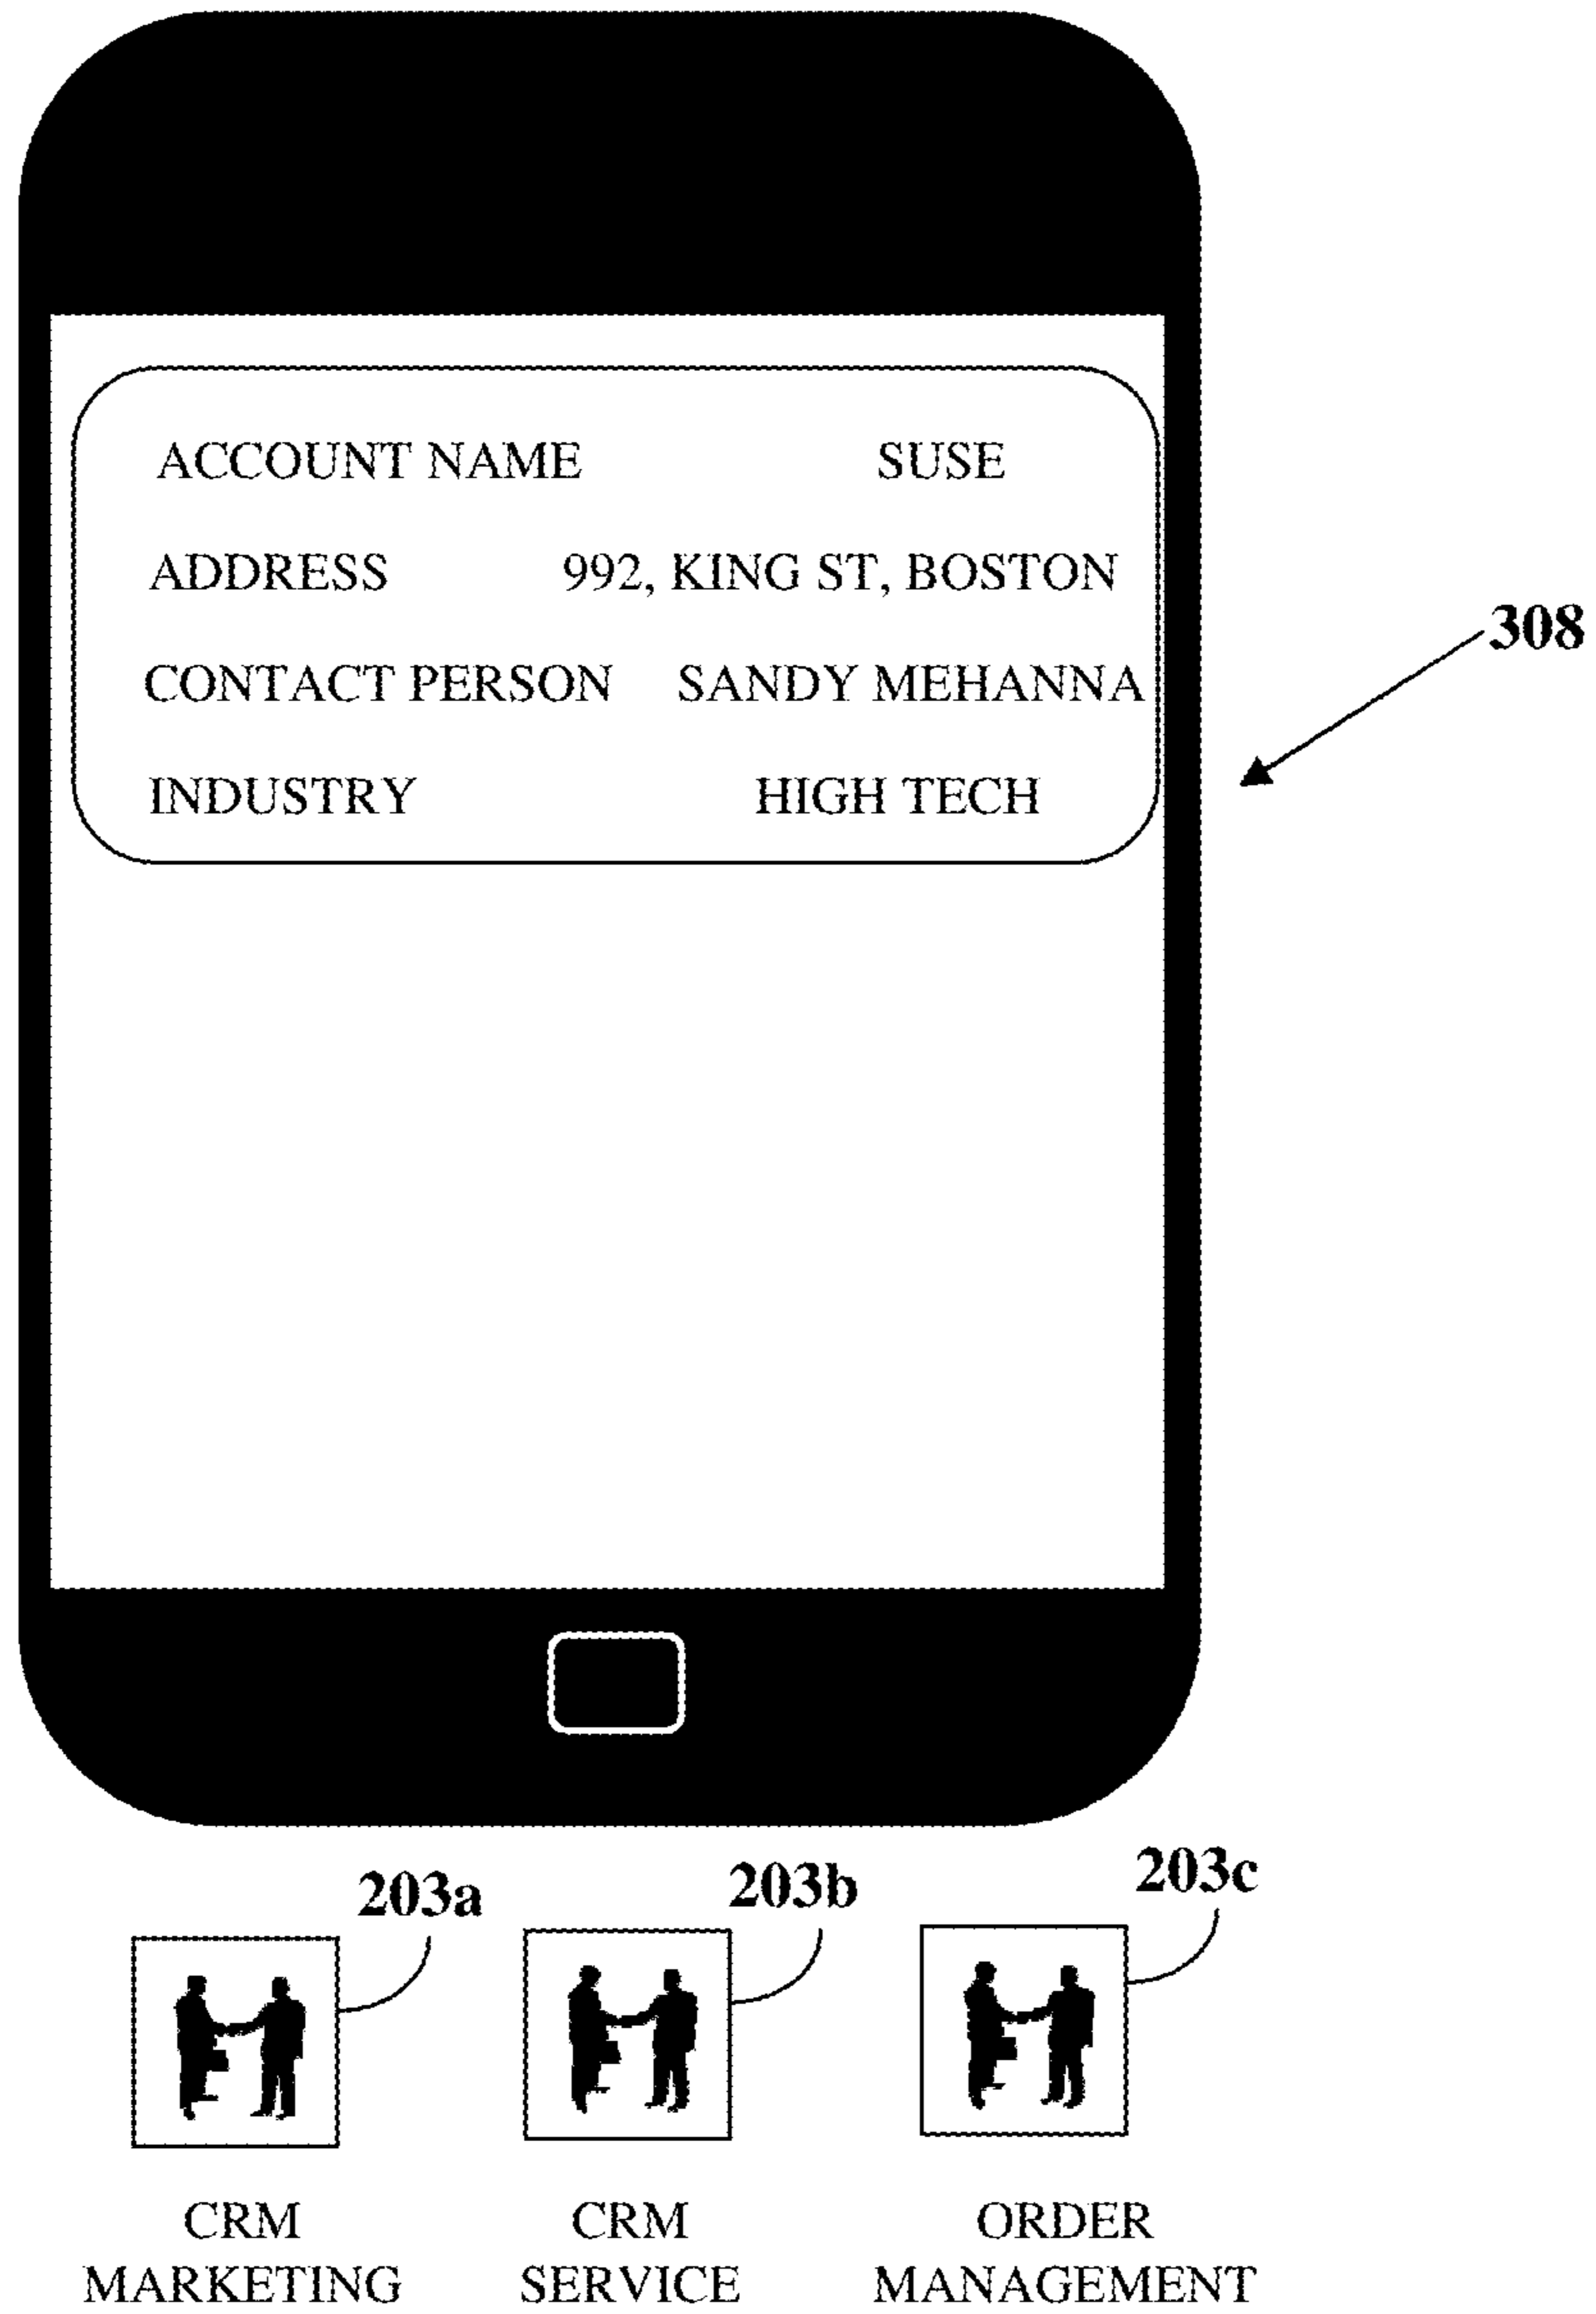 ACCOUNT NAME SUSE
ADDRESS 992, KING ST, BOSTON
CONTACT PERSON SANDY MEHANNA
INDUSTRY HIGH TECH
308
203a 203b 203c
CRM CRM ORDER
MARKETING SERVICE MANAGEMENT